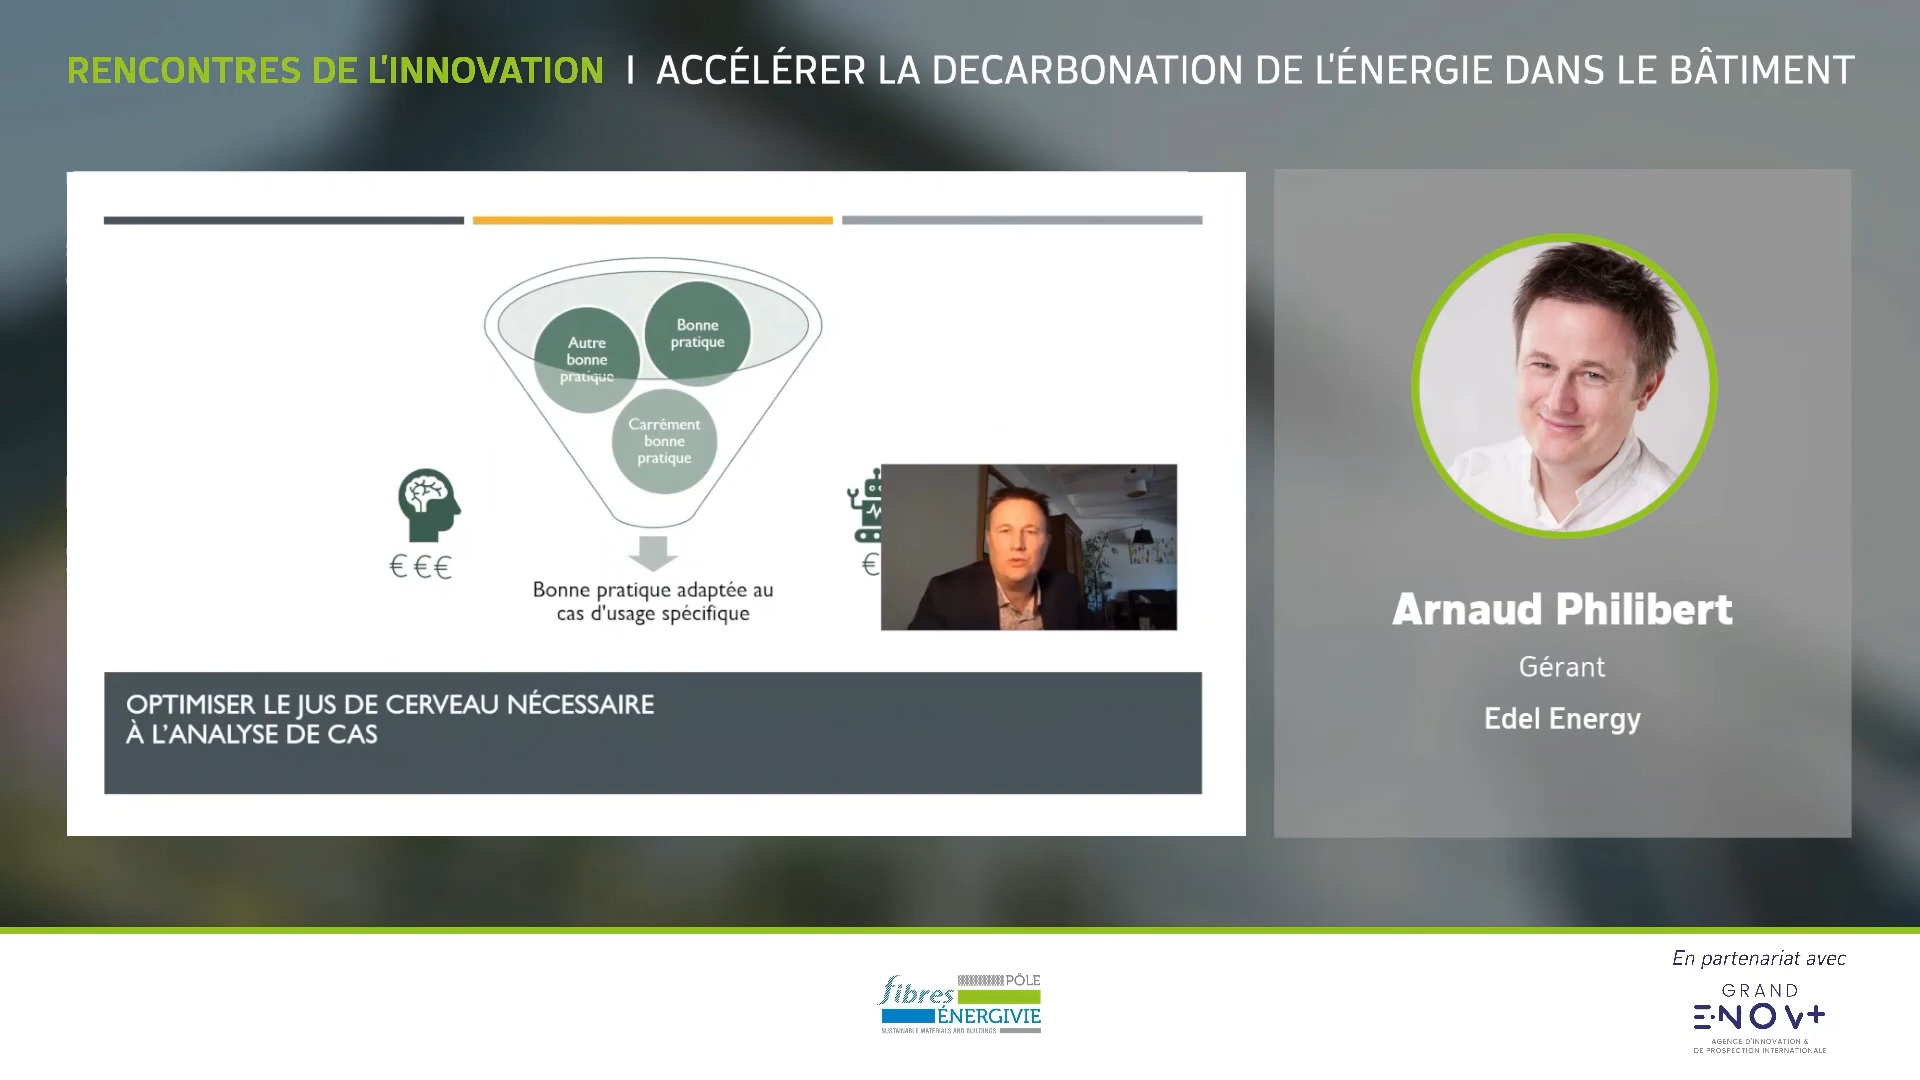 RENCONTRES DE L'INNOVATION | ACCÉLÉRER LA DECARBONATION DE L'ÉNERGIE DANS LE BÂTIMENT
Autre
bonne
pratique
Bonne
pratique
Carrément
bonne
pratique
€ € €
€
Bonne pratique adaptée au
cas d'usage spécifique
OPTIMISER LE JUS DE CERVEAU NÉCESSAIRE
À L'ANALYSE DE CAS
Arnaud Philibert
Gérant
Edel Energy
PÔLE
fibres
ÉNERGIVIE
SUSTAINABLE MATERIALS AND BUILDINGS
En partenariat avec
GRAND
E·NOV+
AGENCE D'INNOVATION &
DE PROSPECTION INTERNATIONALE